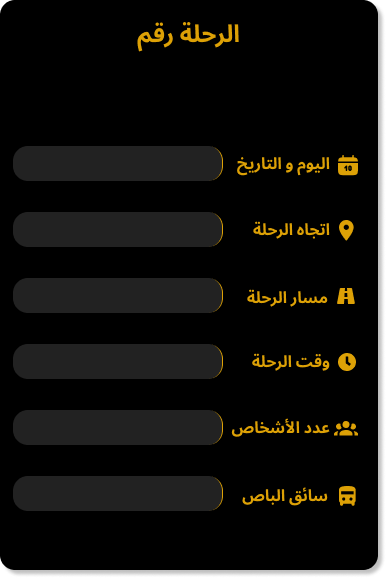 الرحلة رقم
اليوم و التاريخ
اتجاه الرحلة
مسار الرحلة
وقت الرحلة
عدد الأشخاص
سائق الباص